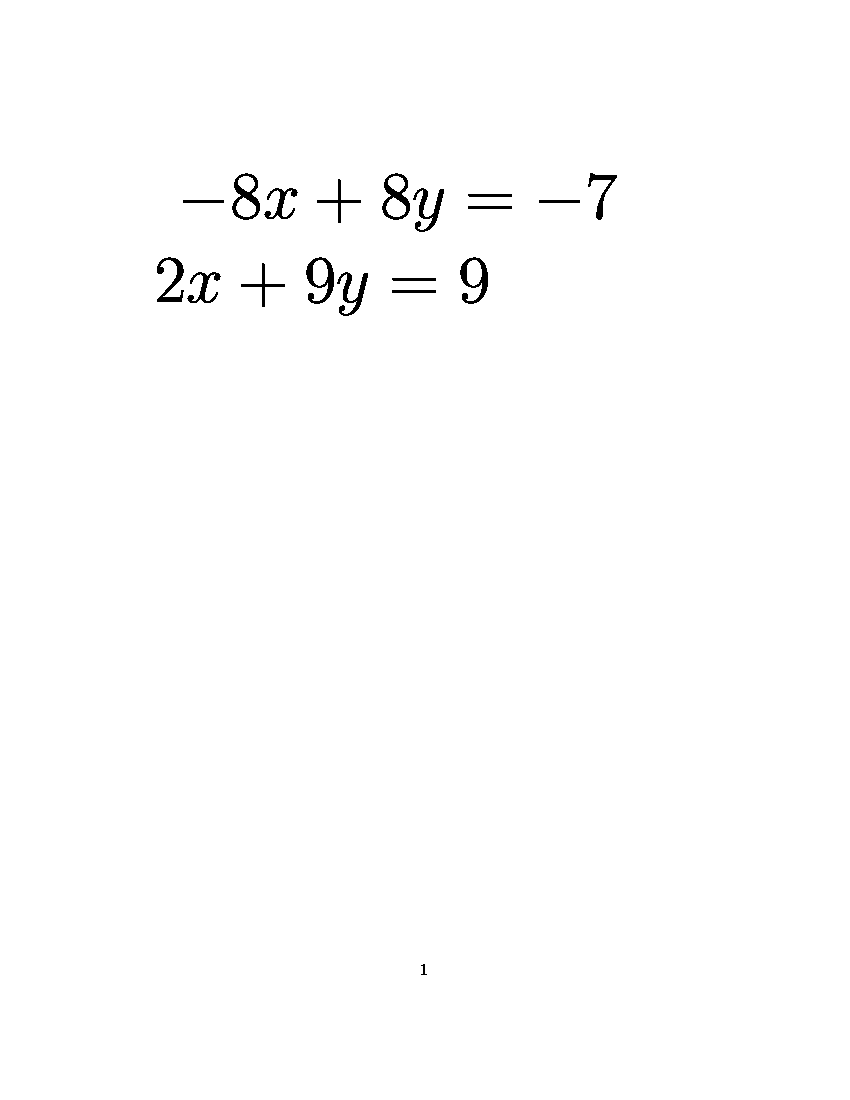 −8x + 8y = −7
2x + 9y = 9
1